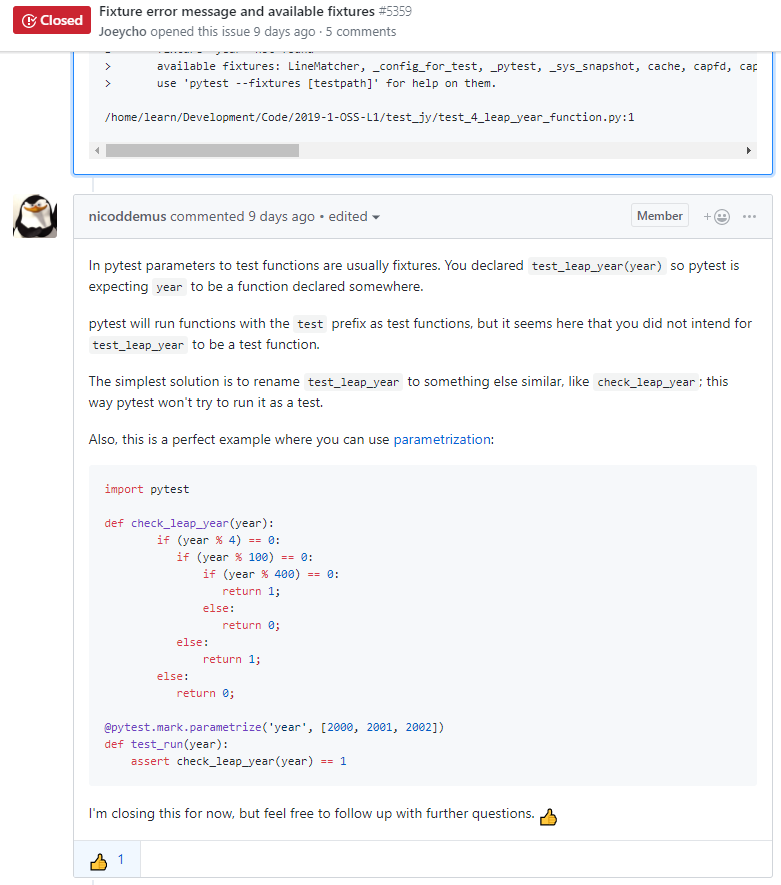 Closed
Fixture error message and available fixtures #5359
Joeycho opened this issue 9 days ago · 5 comments
> available fixtures: LineMatcher, _config_for_test, _pytest, _sys_snapshot, cache, capfd, cap
> use 'pytest --fixtures [testpath]' for help on them.
/home/learn/Development/Code/2019-1-OSS-L1/test_jy/test_4_leap_year_function.py:1
nicoddemus commented 9 days ago • edited
Member
In pytest parameters to test functions are usually fixtures. You declared test_leap_year(year) so pytest is
expecting year to be a function declared somewhere.
pytest will run functions with the test prefix as test functions, but it seems here that you did not intend for
test_leap_year to be a test function.
The simplest solution is to rename test_leap_year to something else similar, like check_leap_year; this
way pytest won't try to run it as a test.
Also, this is a perfect example where you can use parametrization:
import pytest
def check_leap_year(year):
        if (year % 4) == 0:
           if (year % 100) == 0:
               if (year % 400) == 0:
                  return 1;
               else:
                  return 0;
           else:
               return 1;
        else:
           return 0;
@pytest.mark.parametrize('year', [2000, 2001, 2002])
def test_run(year):
    assert check_leap_year(year) == 1
I'm closing this for now, but feel free to follow up with further questions.
1